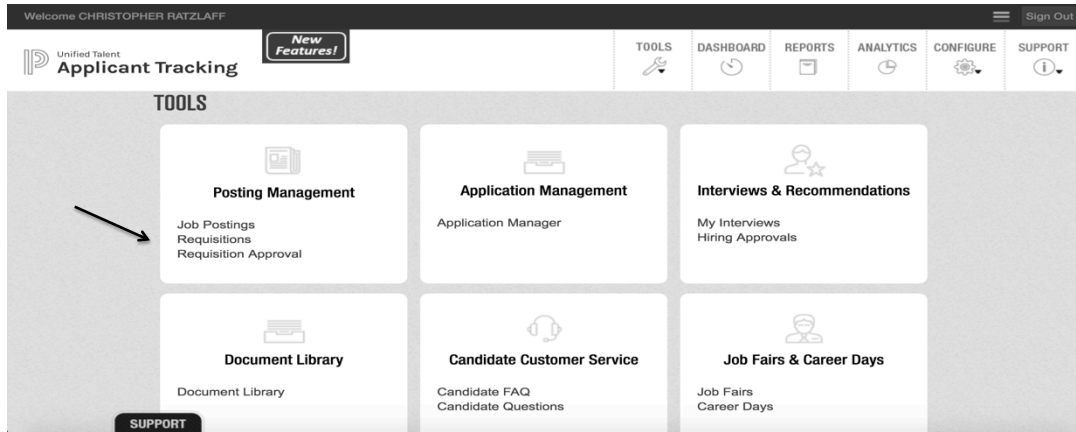 Welcome CHRISTOPHER RATZLAFF
Sign Out
Unified Talent
Applicant Tracking
New
Features!
TOOLS
DASHBOARD
REPORTS
ANALYTICS
CONFIGURE
SUPPORT
TOOLS
Posting Management
Job Postings
Requisitions
Requisition Approval
Application Management
Application Manager
Interviews & Recommendations
My Interviews
Hiring Approvals
Document Library
Document Library
Candidate Customer Service
Candidate FAQ
Candidate Questions
Job Fairs & Career Days
Job Fairs
Career Days
SUPPORT